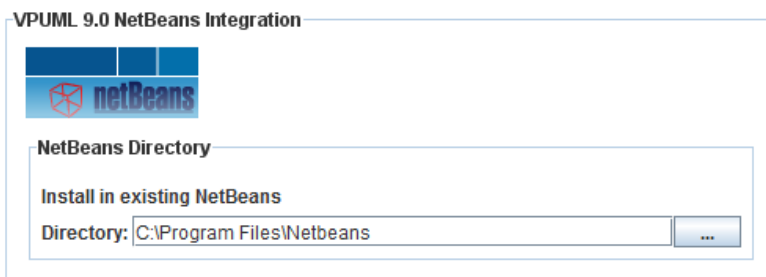 VPUML 9.0 NetBeans Integration
netBeans
NetBeans Directory
Install in existing NetBeans
Directory: C:\Program Files\Netbeans ...